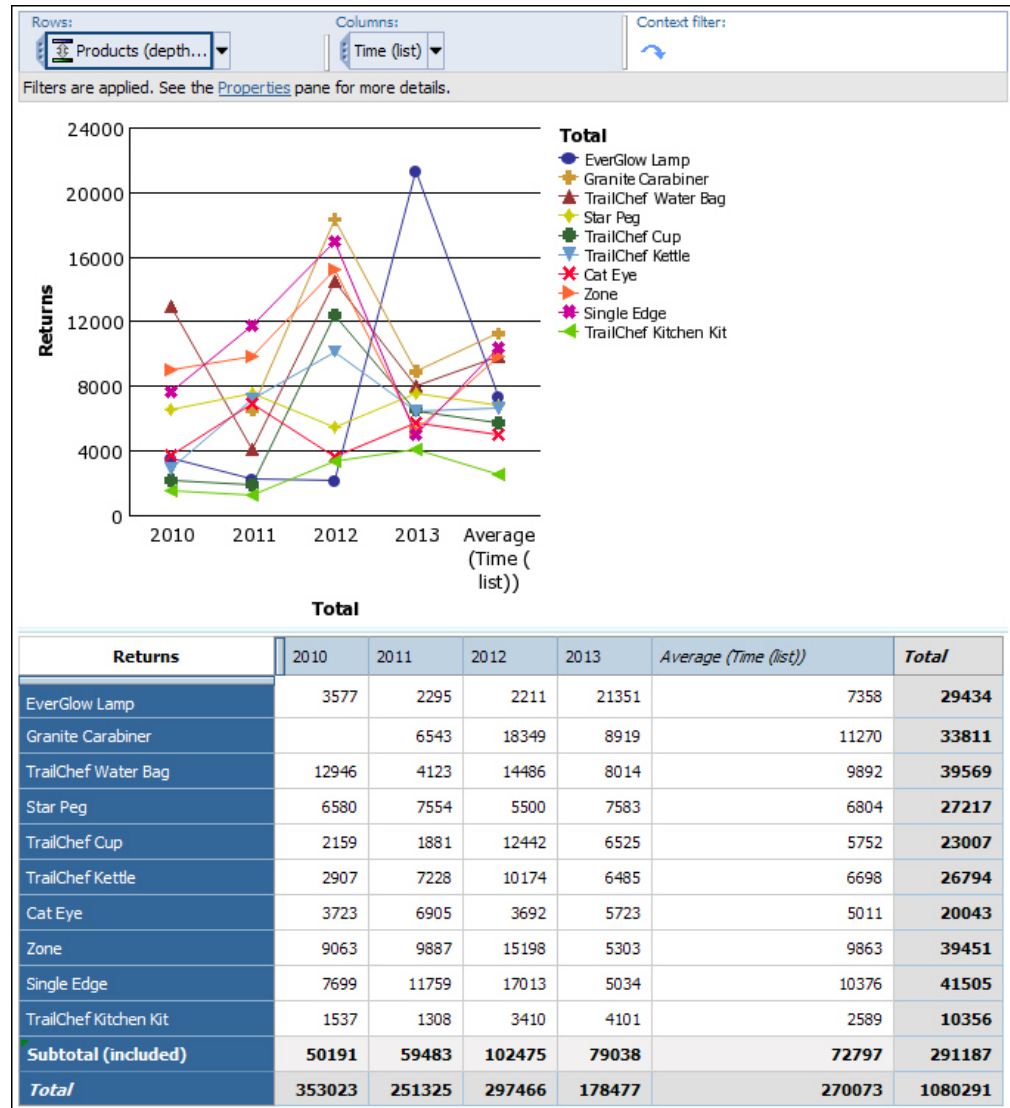 Rows:
Columns:
Context filter:
Products (depth...
Time (list)
Filters are applied. See the Properties pane for more details.
24000
20000
16000
12000
8000
4000
0
Returns
2010 2011 2012 2013 Average
(Time (
list))
Total
Total
EverGlow Lamp
Granite Carabiner
TrailChef Water Bag
Star Peg
TrailChef Cup
TrailChef Kettle
Cat Eye
Zone
Single Edge
TrailChef Kitchen Kit
Returns 2010 2011 2012 2013 Average (Time (list)) Total
EverGlow Lamp 3577 2295 2211 21351 7358 29434
Granite Carabiner 6543 18349 8919 11270 33811
TrailChef Water Bag 12946 4123 14486 8014 9892 39569
Star Peg 6580 7554 5500 7583 6804 27217
TrailChef Cup 2159 1881 12442 6525 5752 23007
TrailChef Kettle 2907 7228 10174 6485 6698 26794
Cat Eye 3723 6905 3692 5723 5011 20043
Zone 9063 9887 15198 5303 9863 39451
Single Edge 7699 11759 17013 5034 10376 41505
TrailChef Kitchen Kit 1537 1308 3410 4101 2589 10356
Subtotal (included) 50191 59483 102475 79038 72797 291187
Total 353023 251325 297466 178477 270073 1080291